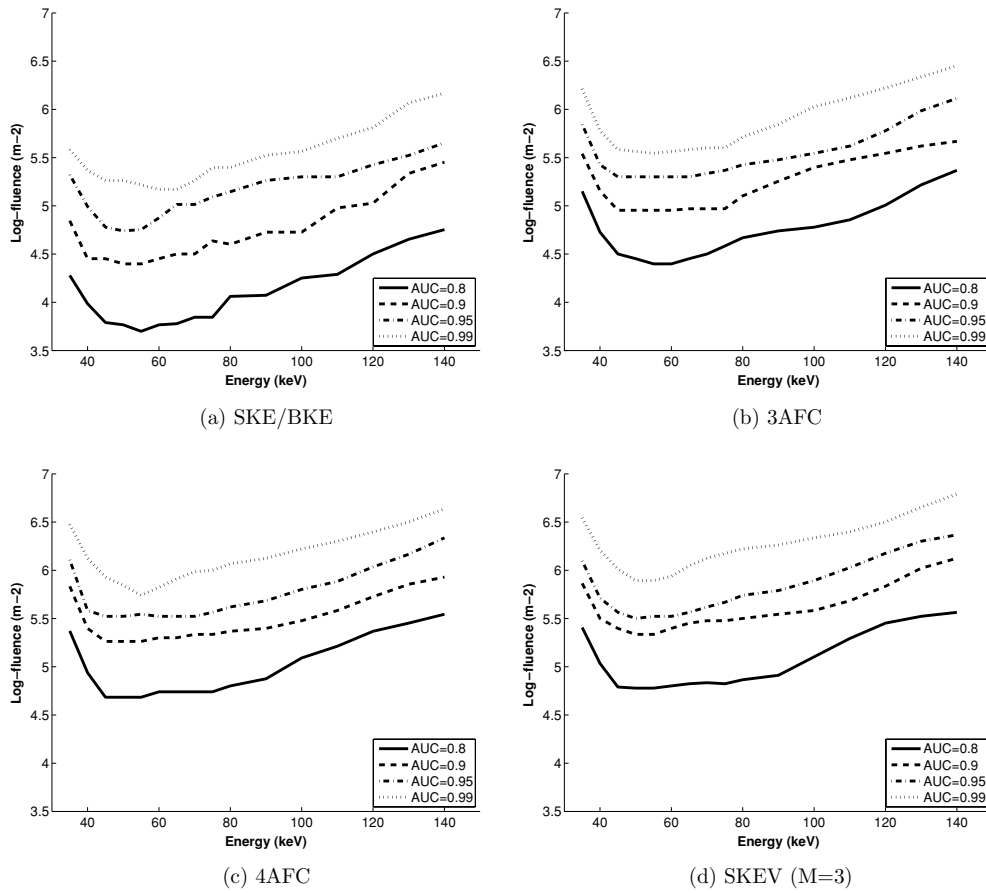 7
6.5
6
5.5
5
4.5
4
3.5
Log−fluence (m−2)
40 60 80 100 120 140
Energy (keV)
AUC=0.8
AUC=0.9
AUC=0.95
AUC=0.99
(a) SKE/BKE
7
6.5
6
5.5
5
4.5
4
3.5
Log−fluence (m−2)
40 60 80 100 120 140
Energy (keV)
AUC=0.8
AUC=0.9
AUC=0.95
AUC=0.99
(b) 3AFC
7
6.5
6
5.5
5
4.5
4
3.5
Log−fluence (m−2)
40 60 80 100 120 140
Energy (keV)
AUC=0.8
AUC=0.9
AUC=0.95
AUC=0.99
(c) 4AFC
7
6.5
6
5.5
5
4.5
4
3.5
Log−fluence (m−2)
40 60 80 100 120 140
Energy (keV)
AUC=0.8
AUC=0.9
AUC=0.95
AUC=0.99
(d) SKEV (M=3)